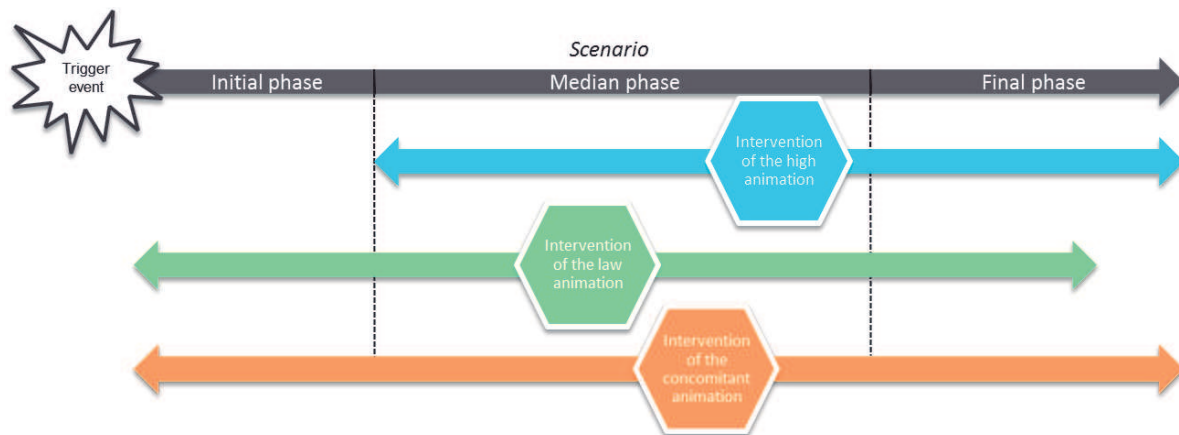 Scenario
Trigger
event
Initial phase
Median phase
Final phase
Intervention
of the high
animation
Intervention
of the law
animation
Intervention
of the
concomitant
animation